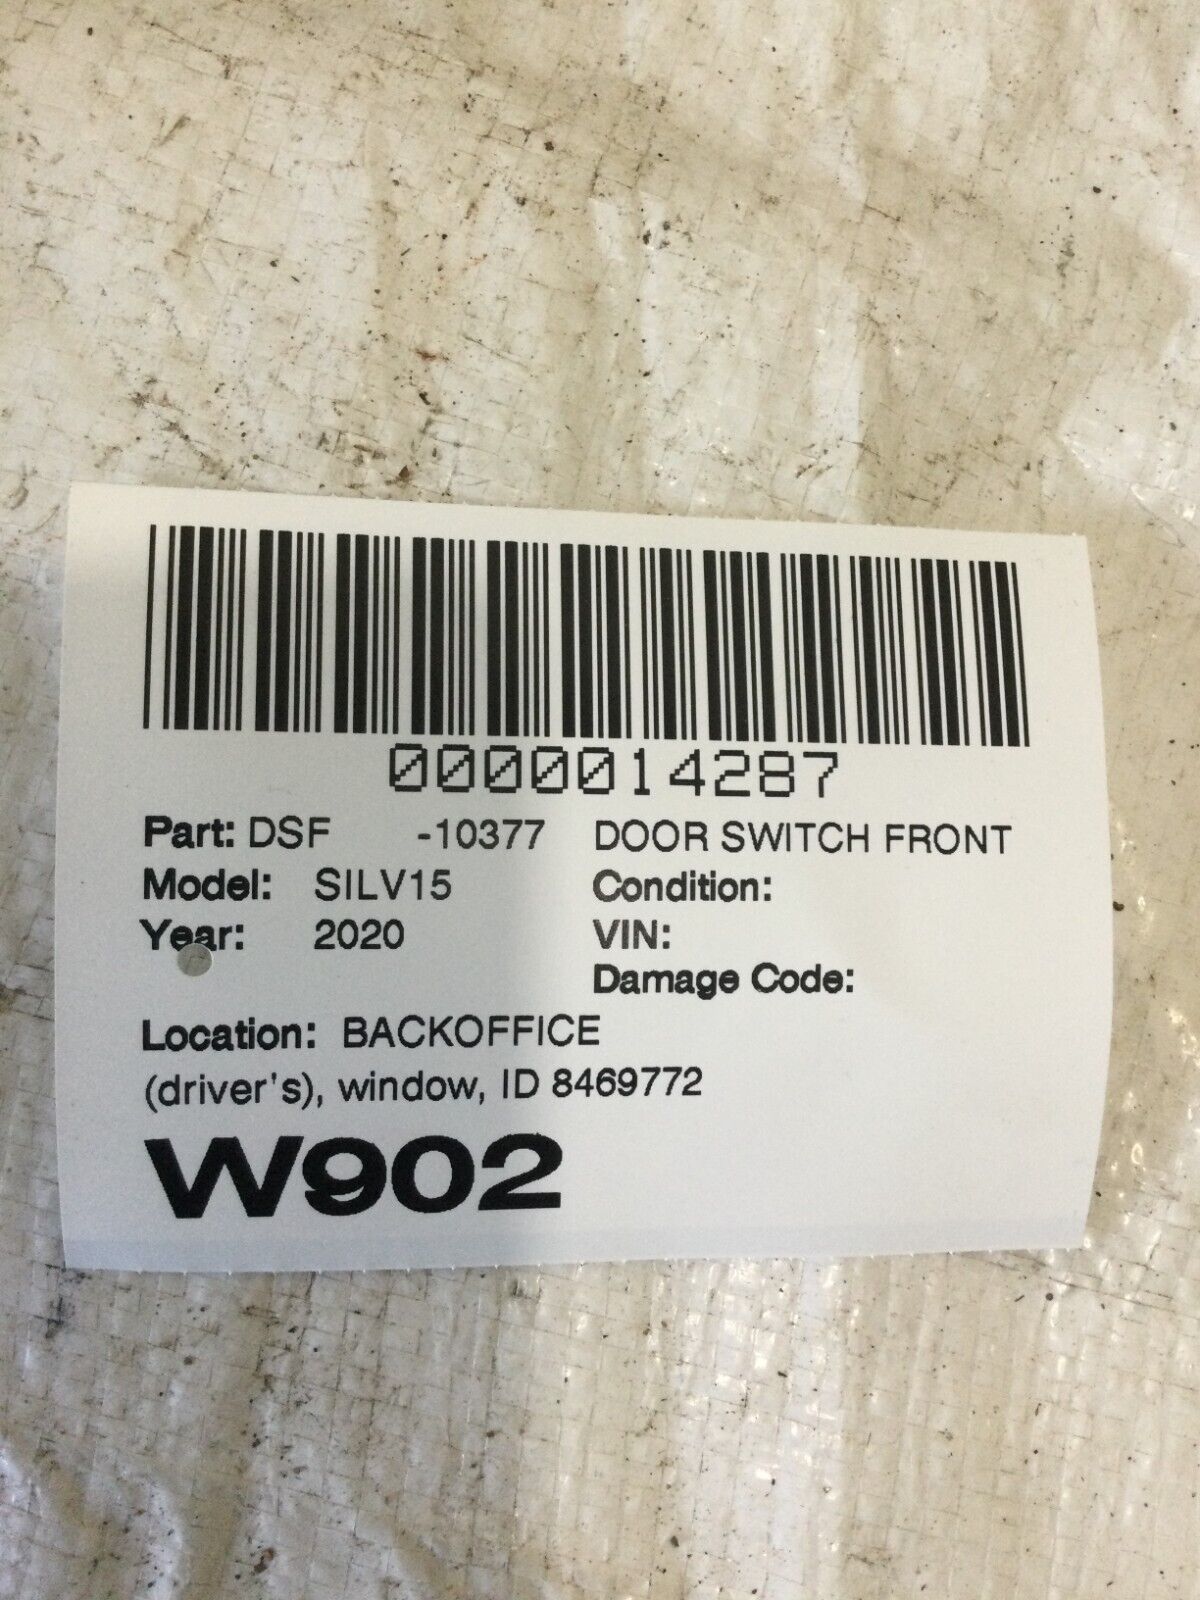 0000014287
Part: DSF -10377 DOOR SWITCH FRONT
Model: SILV15 Condition:
Year: 2020 VIN:
Damage Code:
Location: BACKOFFICE
(driver's), window, ID 8469772
W902